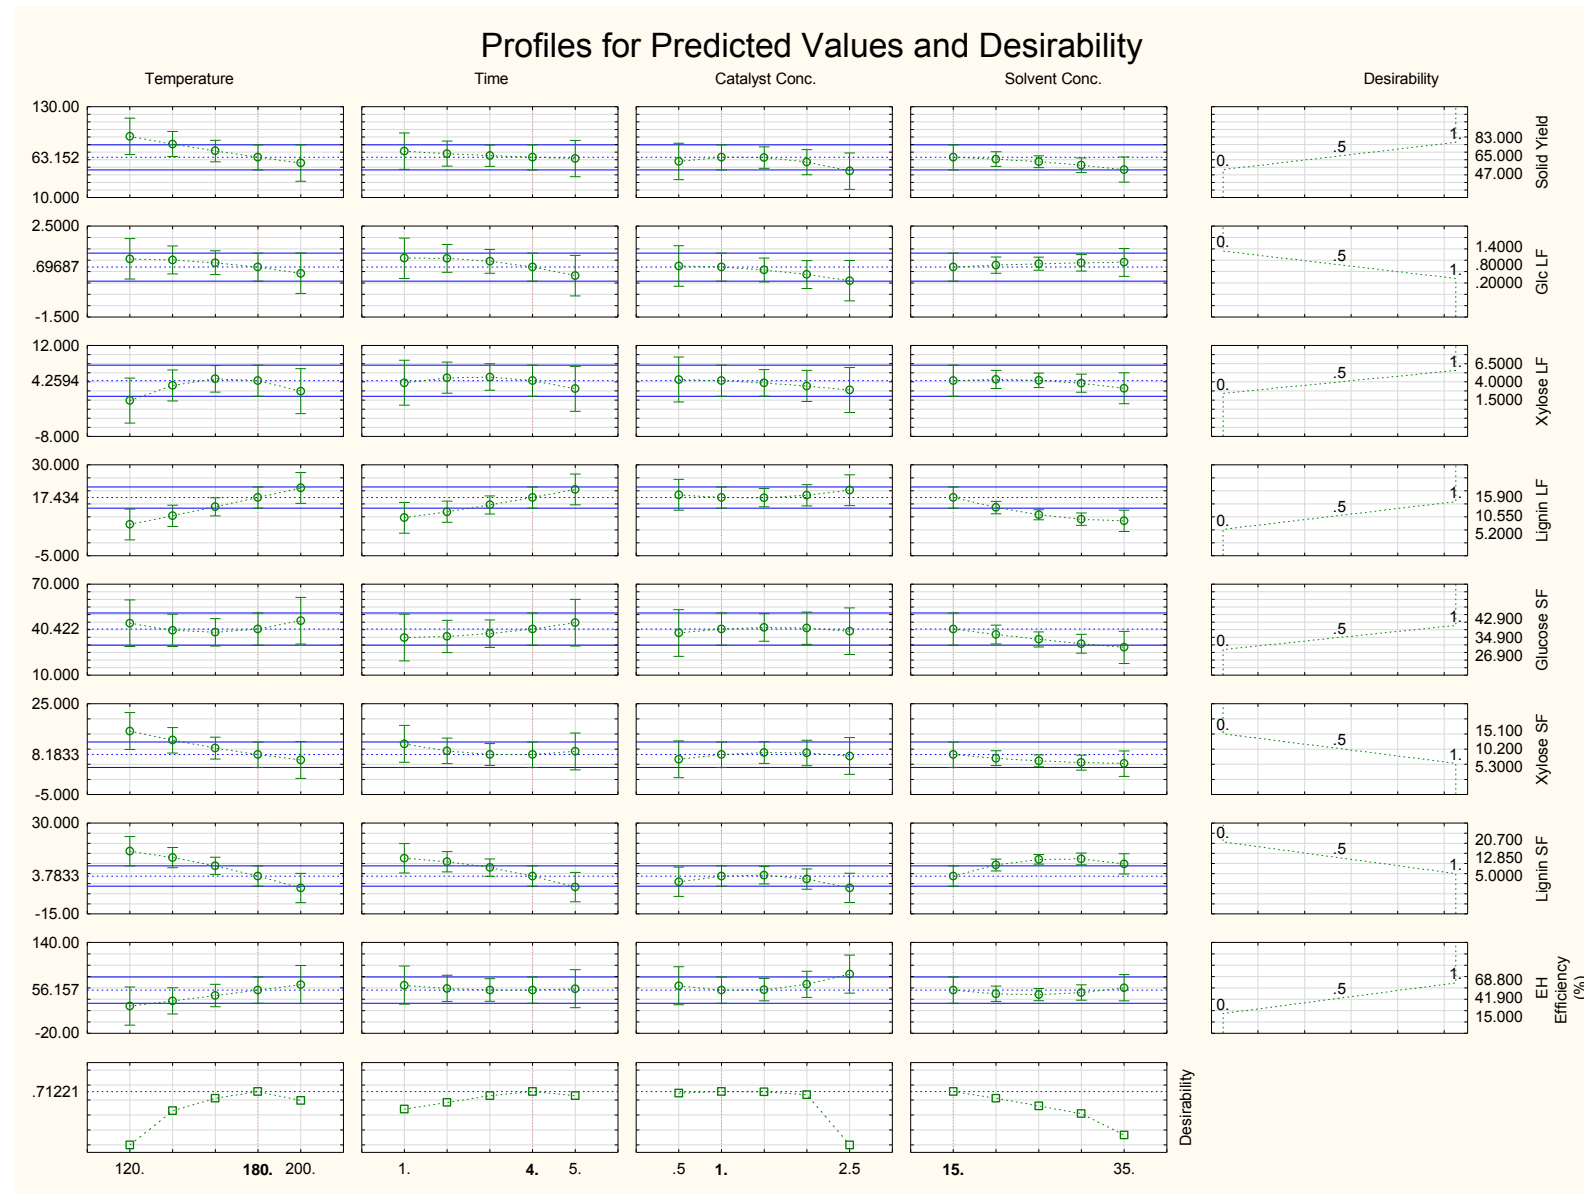 Profiles for Predicted Values and Desirability
Temperature Time Catalyst Conc. Solvent Conc. Desirability
130.00
63.152
10.000
0. .5 1.
83.000
65.000
47.000
Solid Yield
2.5000
.69687
-1.500
0. .5 1.
1.4000
.80000
.20000
Glc LF
12.000
4.2594
-8.000
0. .5 1.
6.5000
4.0000
1.5000
Xylose LF
30.000
17.434
-5.000
0. .5 1.
15.900
10.550
5.2000
Lignin LF
70.000
40.422
10.000
0. .5 1.
42.900
34.900
26.900
Glucose SF
25.000
8.1833
-5.000
0. .5 1.
15.100
10.200
5.3000
Xylose SF
30.000
3.7833
-15.00
0. .5 1.
20.700
12.850
5.0000
Lignin SF
140.00
56.157
-20.00
0. .5 1.
68.800
41.900
15.000
EH
Efficiency
(%)
.71221
Desirability
120. 180. 200. 1. 4. 5. .5 1. 2.5 15. 35.